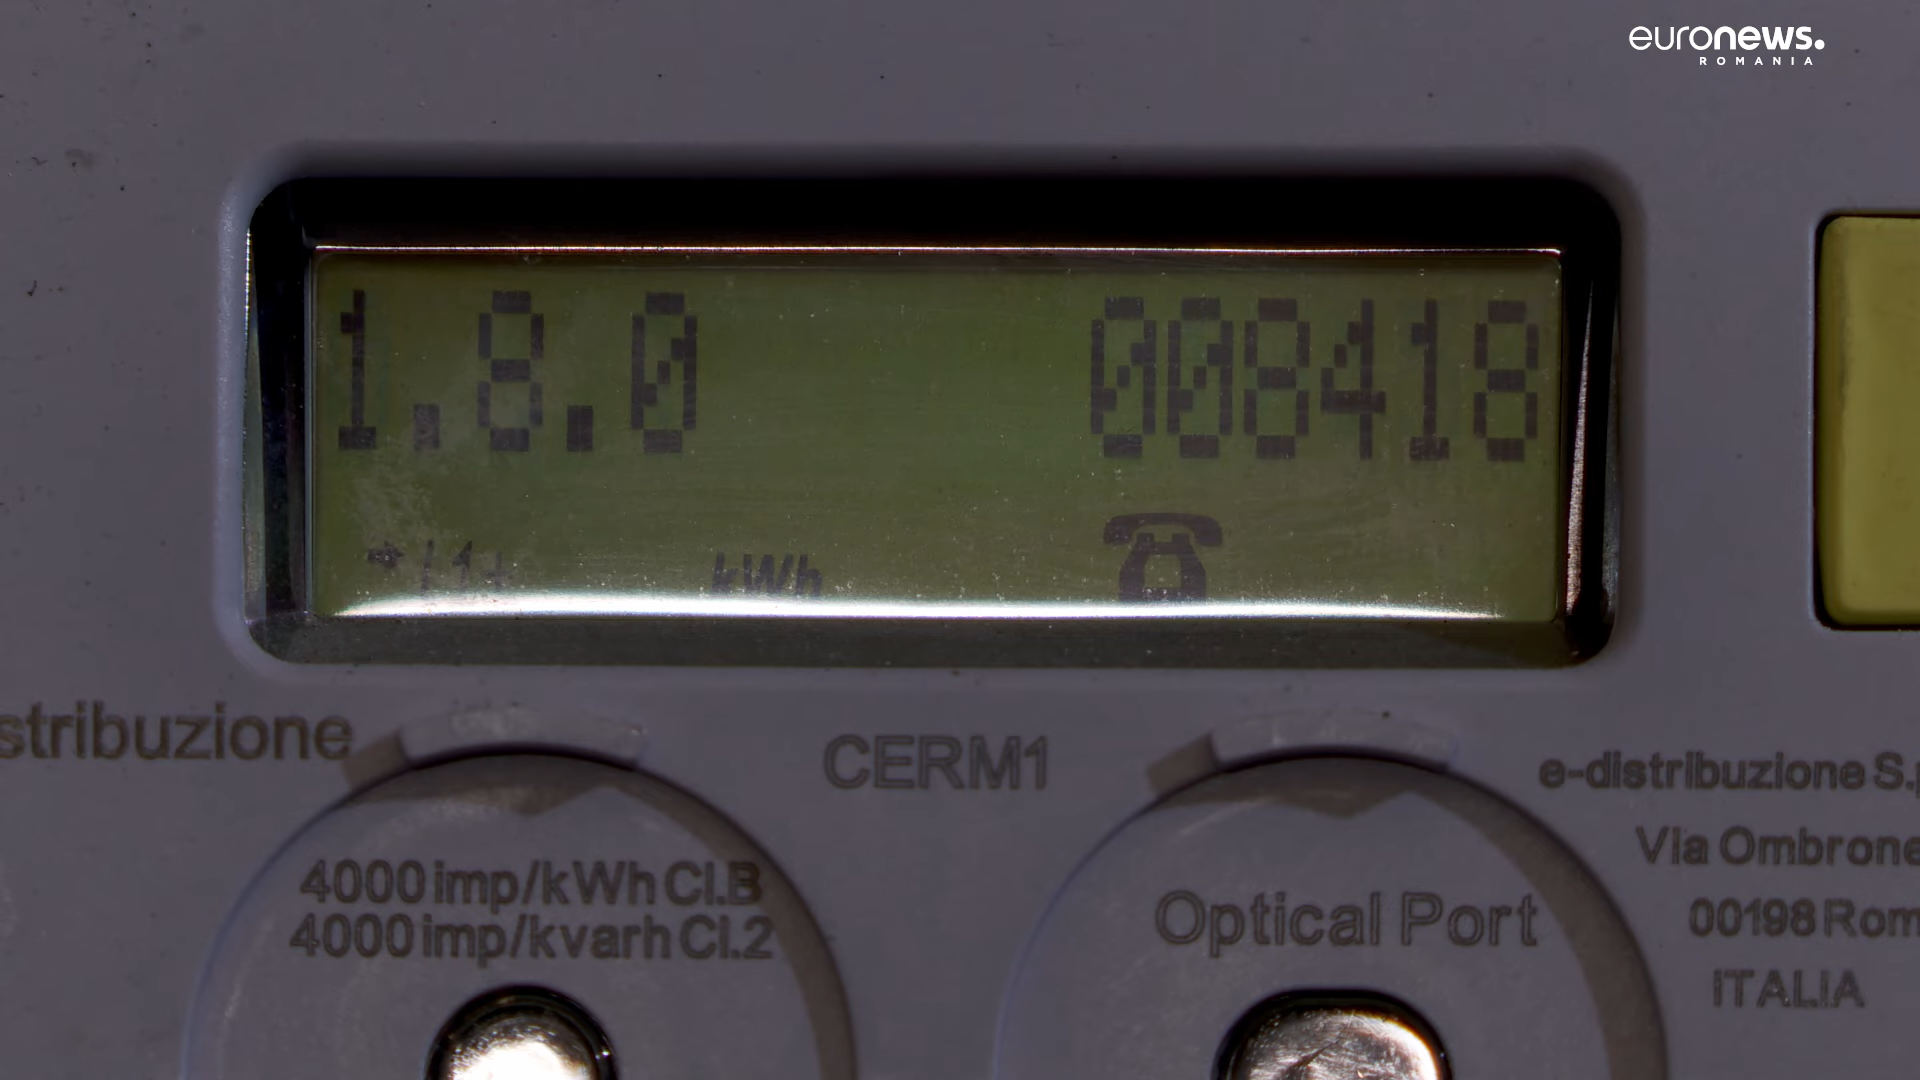 euronews.
ROMANIA
1.8.0 008418
kWh
stribuzione
CERM1
e-distribuzione S.p
Via Ombrone
00198 Rom
ITALIA
4000 imp/kWh Cl.B
4000 imp/kvarh Cl.2
Optical Port